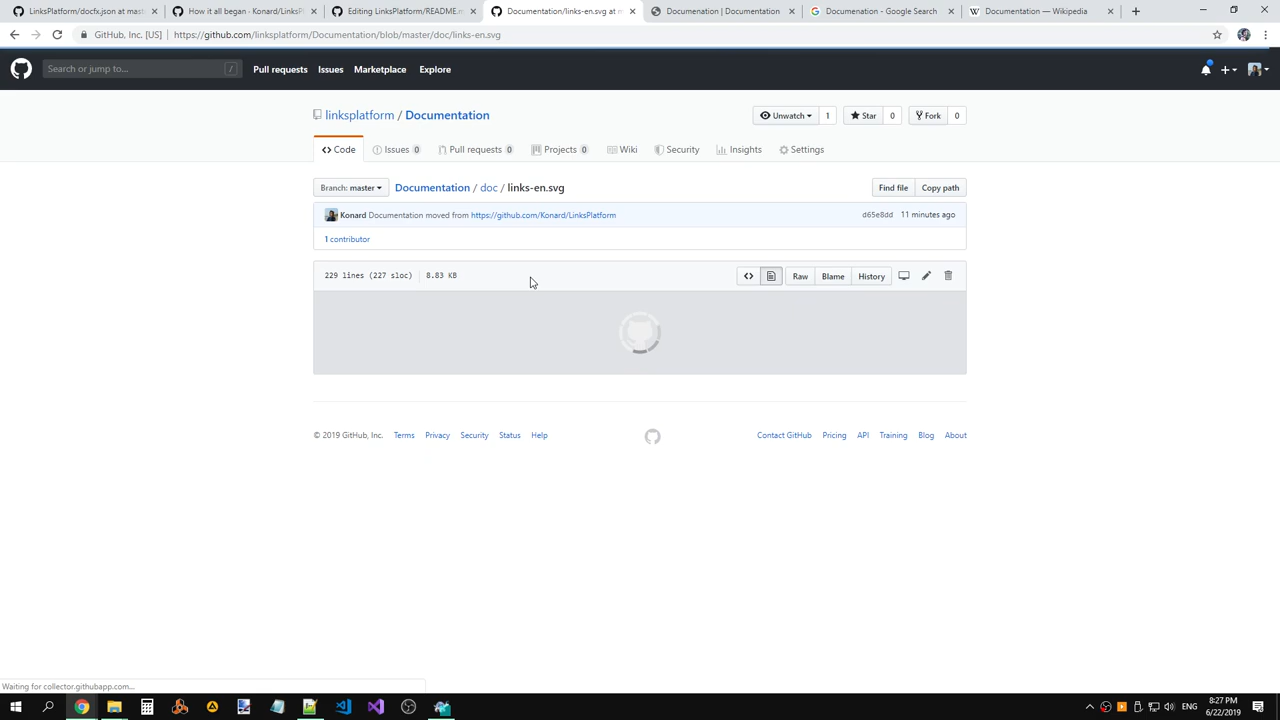 LinksPlatform/docfx.json at mast
How it all began · Konard/LinksP
Editing LinksPlatform/README.m
Documentation/links-en.svg at m
Documentation | Documentation
Documenation - Google Search
Documentation — Wikipedia
GitHub, Inc. [US] | https://github.com/linksplatform/Documentation/blob/master/doc/links-en.svg
Search or jump to... /
Pull requests Issues Marketplace Explore
linksplatform / Documentation
Unwatch 1 Star 0 Fork 0
Code Issues 0 Pull requests 0 Projects 0 Wiki Security Insights Settings
Branch: master Documentation / doc / links-en.svg Find file Copy path
Konard Documentation moved from https://github.com/Konard/LinksPlatform d65e8dd 11 minutes ago
1 contributor
229 lines (227 sloc) 8.83 KB Raw Blame History
© 2019 GitHub, Inc. Terms Privacy Security Status Help Contact GitHub Pricing API Training Blog About
Waiting for collector.githubapp.com...
ENG
8:27 PM
6/22/2019